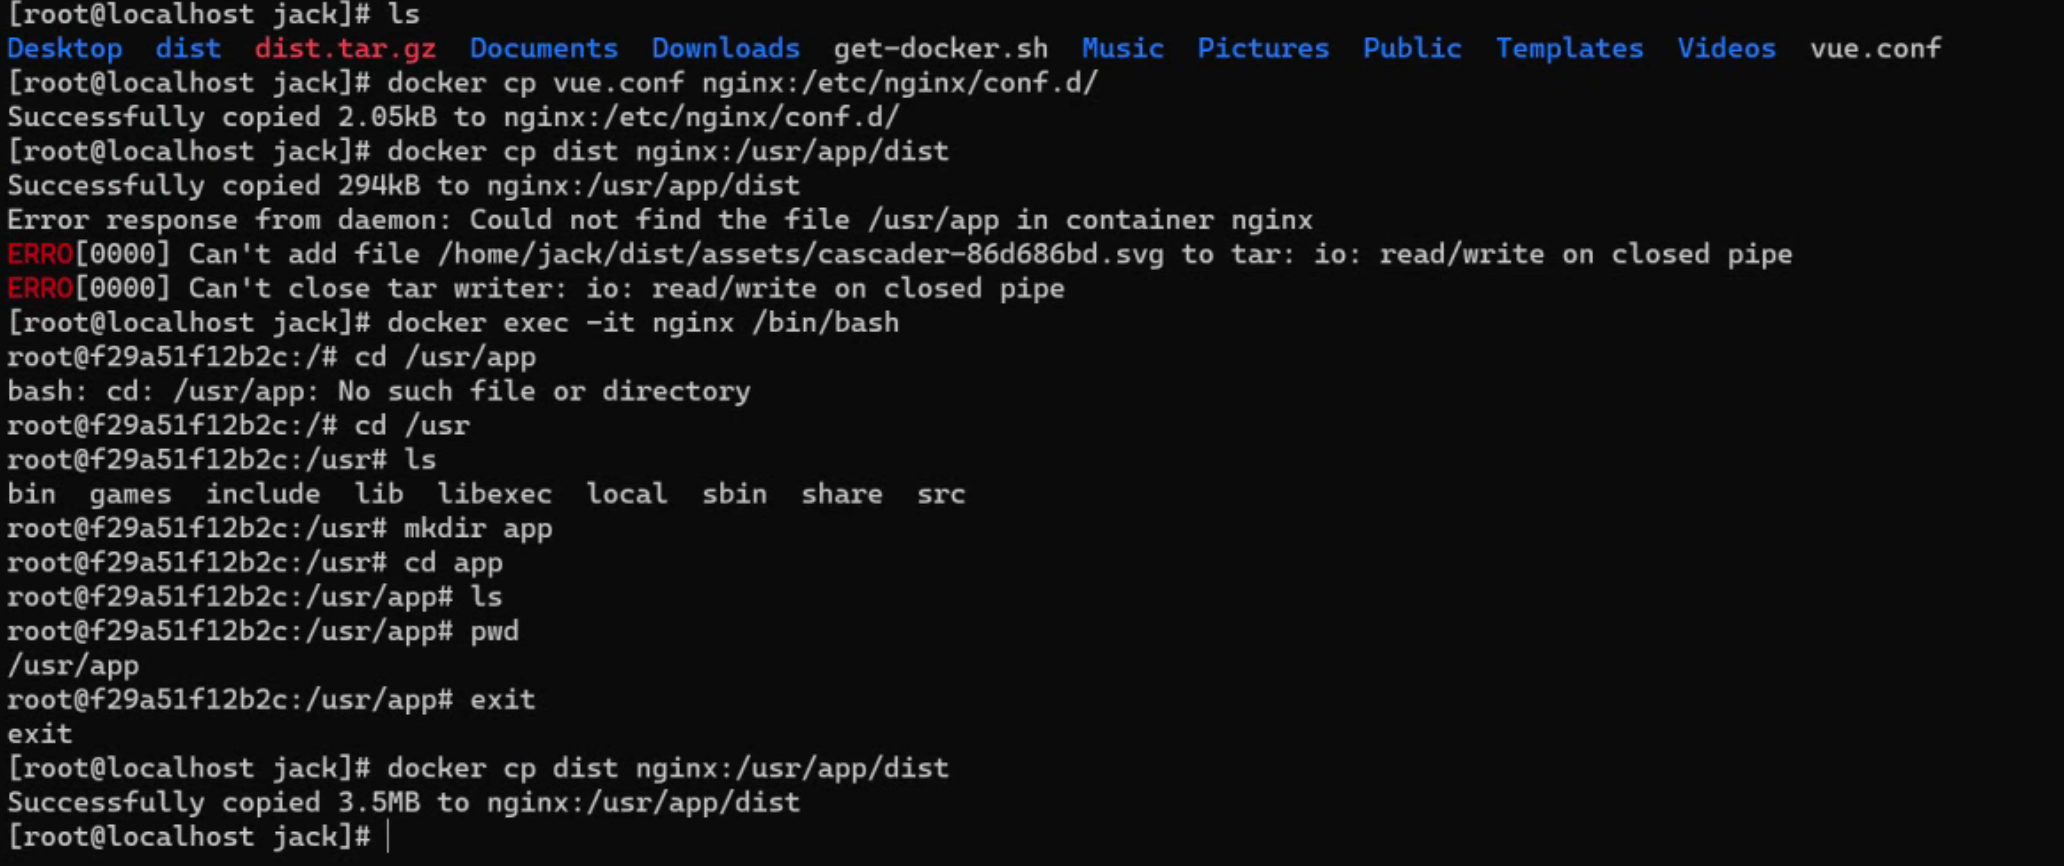 [root@localhost jack]# ls
Desktop  dist  dist.tar.gz  Documents  Downloads  get-docker.sh  Music  Pictures  Public  Templates  Videos  vue.conf
[root@localhost jack]# docker cp vue.conf nginx:/etc/nginx/conf.d/
Successfully copied 2.05kB to nginx:/etc/nginx/conf.d/
[root@localhost jack]# docker cp dist nginx:/usr/app/dist
Successfully copied 294kB to nginx:/usr/app/dist
Error response from daemon: Could not find the file /usr/app in container nginx
ERRO[0000] Can't add file /home/jack/dist/assets/cascader-86d686bd.svg to tar: io: read/write on closed pipe
ERRO[0000] Can't close tar writer: io: read/write on closed pipe
[root@localhost jack]# docker exec -it nginx /bin/bash
root@f29a51f12b2c:/# cd /usr/app
bash: cd: /usr/app: No such file or directory
root@f29a51f12b2c:/# cd /usr
root@f29a51f12b2c:/usr# ls
bin  games  include  lib  libexec  local  sbin  share  src
root@f29a51f12b2c:/usr# mkdir app
root@f29a51f12b2c:/usr# cd app
root@f29a51f12b2c:/usr/app# ls
root@f29a51f12b2c:/usr/app# pwd
/usr/app
root@f29a51f12b2c:/usr/app# exit
exit
[root@localhost jack]# docker cp dist nginx:/usr/app/dist
Successfully copied 3.5MB to nginx:/usr/app/dist
[root@localhost jack]#